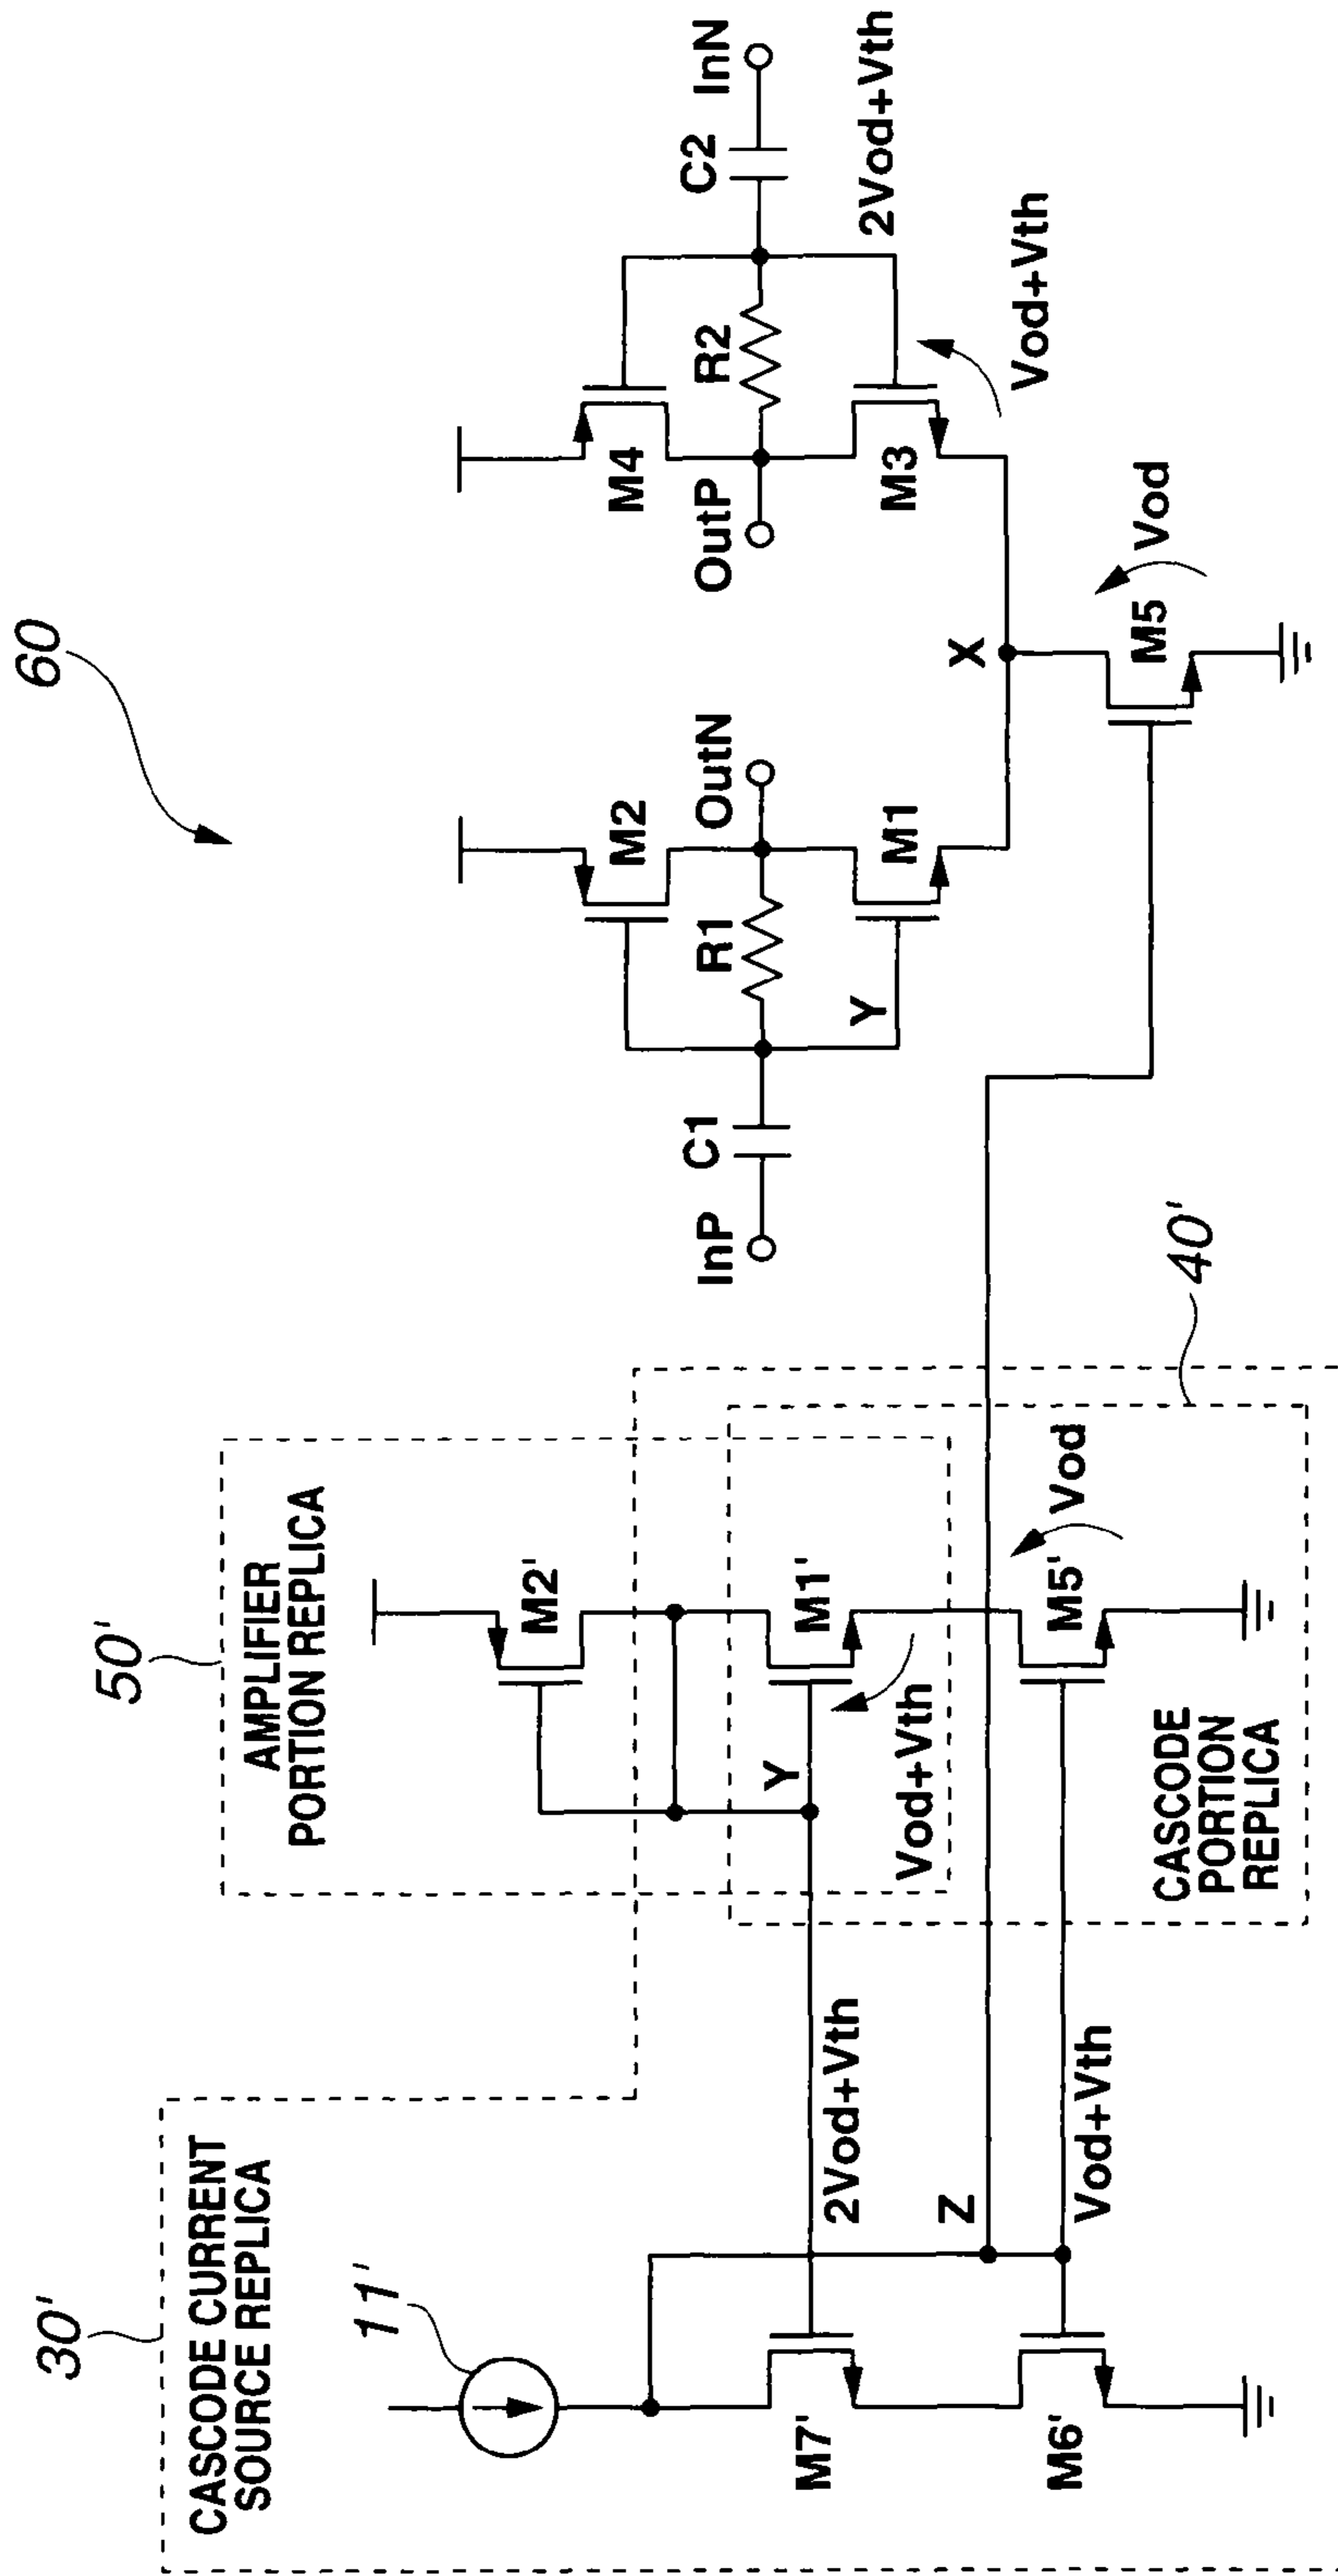 60
50'
30'
40'
AMPLIFIER
PORTION REPLICA
CASCODE CURRENT
SOURCE REPLICA
11'
M2'
M1'
Y
Vod+Vth
2Vod+Vth
M7'
Z
Vod+Vth
M6'
M5'
Vod
CASCODE
PORTION
REPLICA
InP
C1
R1
Y
M2
OutN
M1
X
M5
Vod
M4
OutP
R2
M3
C2
InN
2Vod+Vth
Vod+Vth